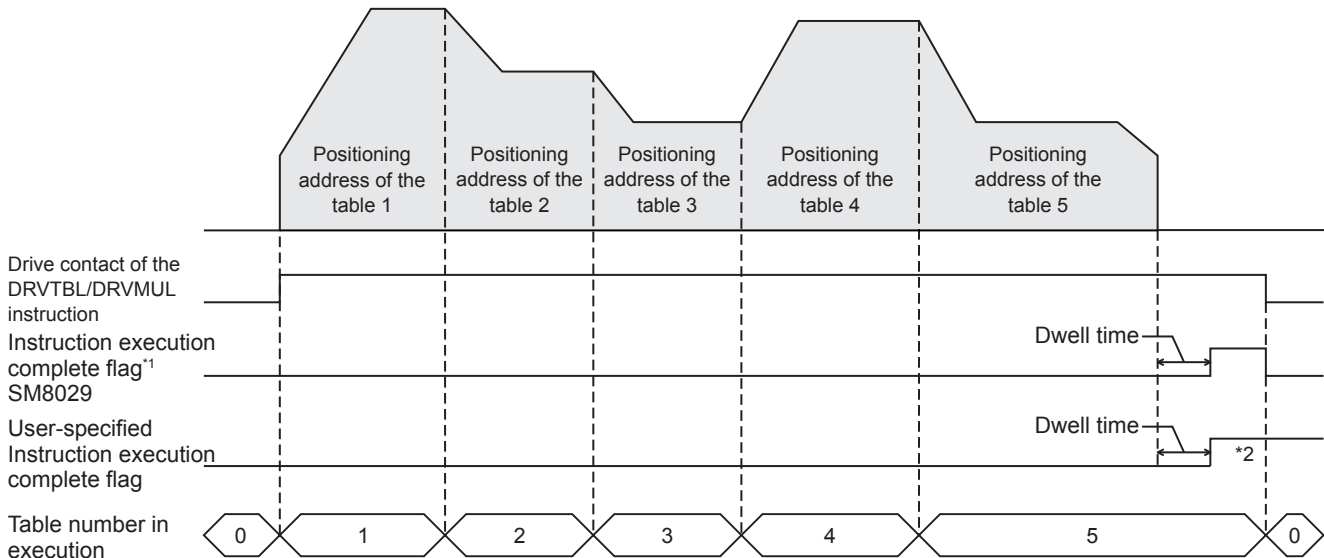 Positioning
address of the
table 1
Positioning
address of the
table 2
Positioning
address of the
table 3
Positioning
address of the
table 4
Positioning
address of the
table 5
Drive contact of the
DRVTBL/DRVMUL
instruction
Instruction execution
complete flag*1
SM8029
Dwell time
User-specified
Instruction execution
complete flag
Dwell time
*2
Table number in
execution
0
1
2
3
4
5
0